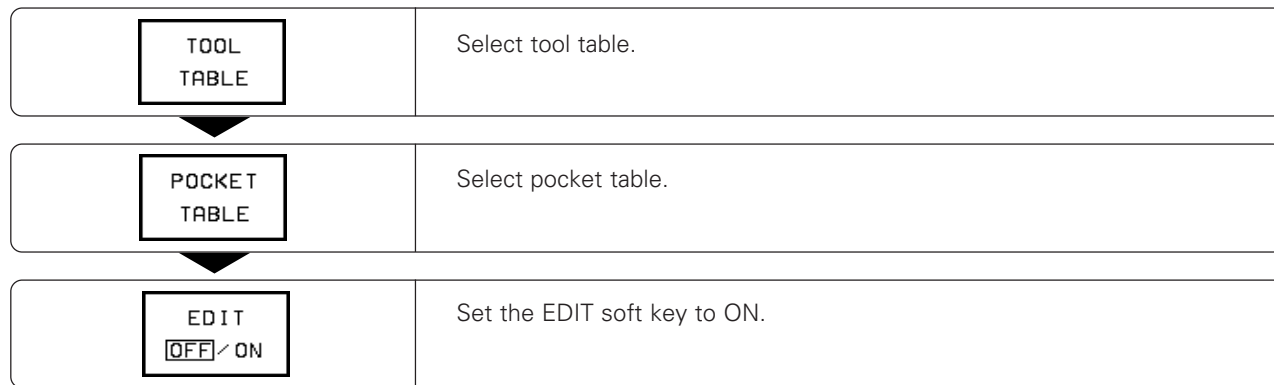 TOOL
TABLE
Select tool table.
POCKET
TABLE
Select pocket table.
EDIT
OFF / ON
Set the EDIT soft key to ON.